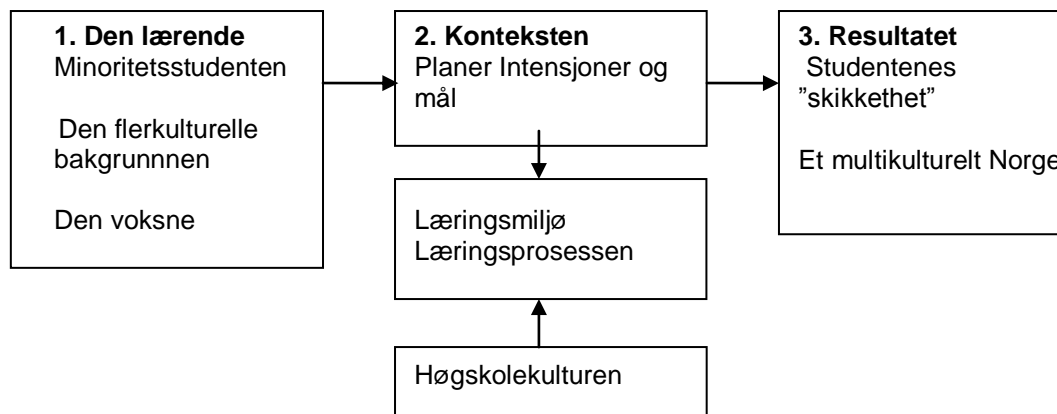 1. Den lærende
Minoritetsstudenten
Den flerkulturelle
bakgrunnnen
Den voksne
2. Konteksten
Planer Intensjoner og
mål
Læringsmiljø
Læringsprosessen
Høgskolekulturen
3. Resultatet
Studentenes
”skikkethet”
Et multikulturelt Norge